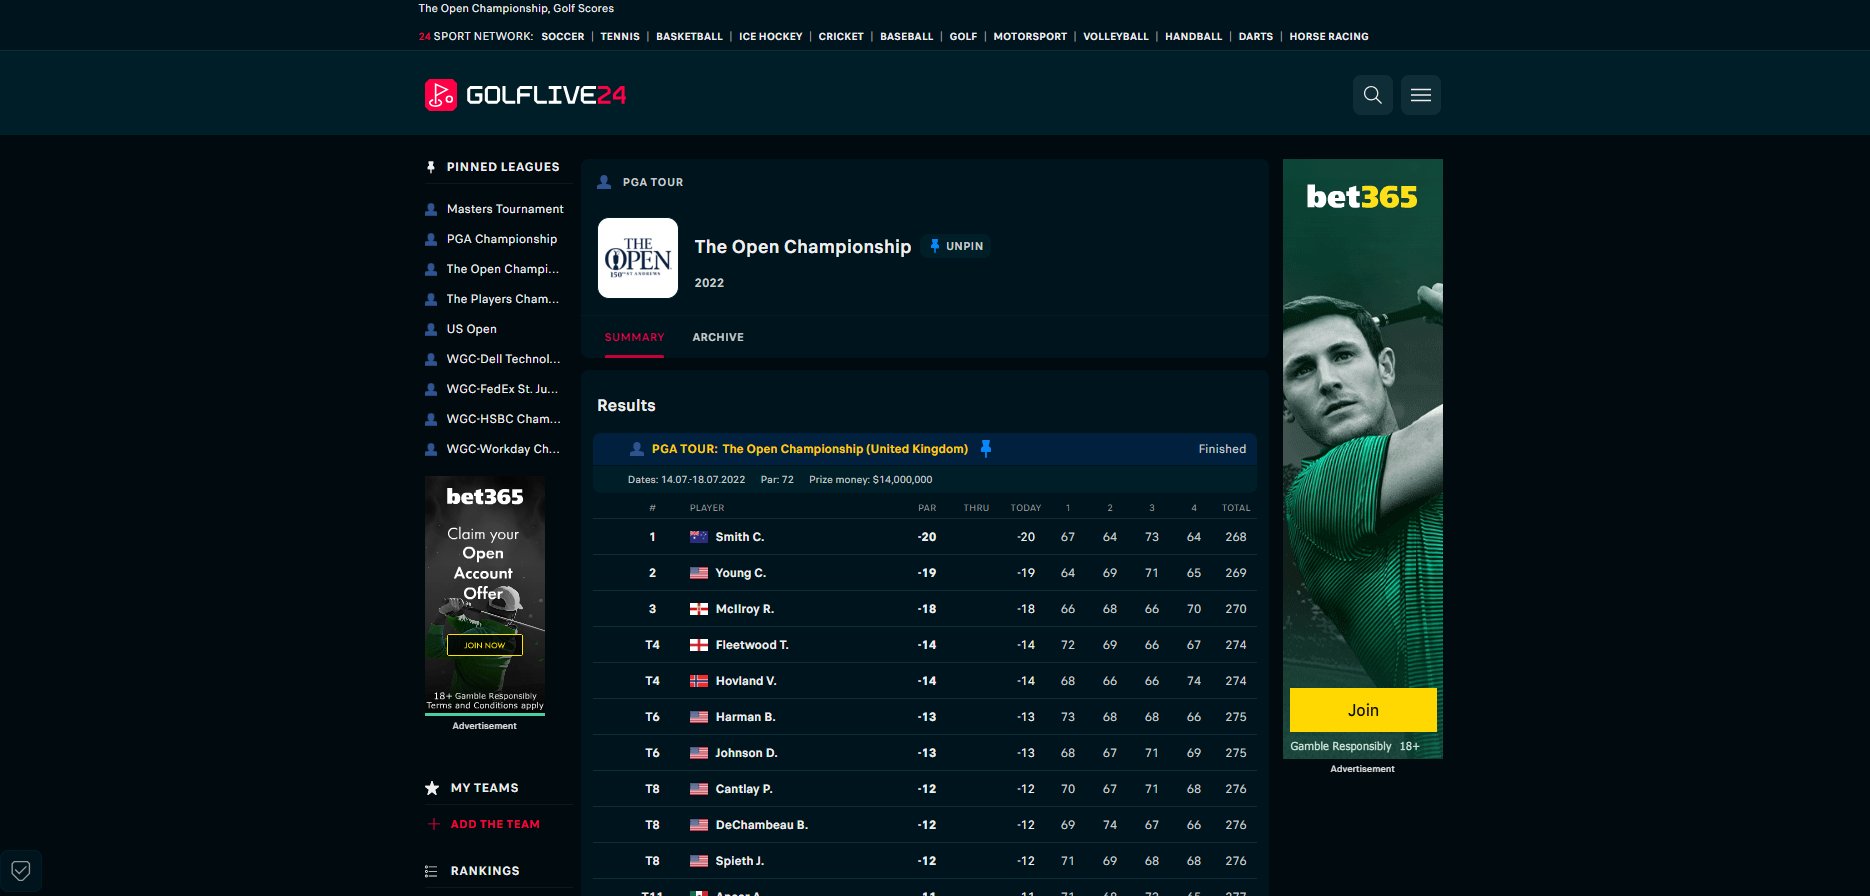 The Open Championship, Golf Scores
24 SPORT NETWORK: SOCCER | TENNIS | BASKETBALL | ICE HOCKEY | CRICKET | BASEBALL | GOLF | MOTORSPORT | VOLLEYBALL | HANDBALL | DARTS | HORSE RACING
GOLFLIVE24
PINNED LEAGUES
Masters Tournament
PGA Championship
The Open Champi...
The Players Cham...
US Open
WGC-Dell Technol...
WGC-FedEx St. Ju...
WGC-HSBC Cham...
WGC-Workday Ch...
bet365
Claim your
Open
Account
Offer
JOIN NOW
18+ Gamble Responsibly
Terms and Conditions apply
Advertisement
MY TEAMS
ADD THE TEAM
RANKINGS
PGA TOUR
THE
OPEN
150 ST ANDREWS
The Open Championship UNPIN
2022
SUMMARY ARCHIVE
Results
PGA TOUR: The Open Championship (United Kingdom) Finished
Dates: 14.07.-18.07.2022 Par: 72 Prize money: $14,000,000
# PLAYER PAR THRU TODAY 1 2 3 4 TOTAL
1 Smith C. -20 -20 67 64 73 64 268
2 Young C. -19 -19 64 69 71 65 269
3 McIlroy R. -18 -18 66 68 66 70 270
T4 Fleetwood T. -14 -14 72 69 66 67 274
T4 Hovland V. -14 -14 68 66 66 74 274
T6 Harman B. -13 -13 73 68 68 66 275
T6 Johnson D. -13 -13 68 67 71 69 275
T8 Cantlay P. -12 -12 70 67 71 68 276
T8 DeChambeau B. -12 -12 69 74 67 66 276
T8 Spieth J. -12 -12 71 69 68 68 276
bet365
Join
Gamble Responsibly 18+
Advertisement